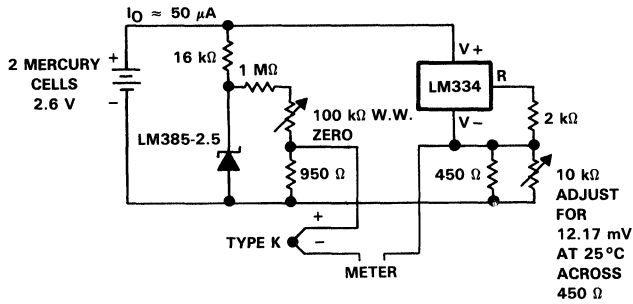 I₀ ≈ 50 μA
2 MERCURY
CELLS
2.6 V
+
−
16 kΩ
1 MΩ
100 kΩ W.W.
ZERO
LM385-2.5
950 Ω
V+
LM334
R
V−
2 kΩ
450 Ω
10 kΩ
ADJUST
FOR
12.17 mV
AT 25°C
ACROSS
450 Ω
+
TYPE K
−
METER